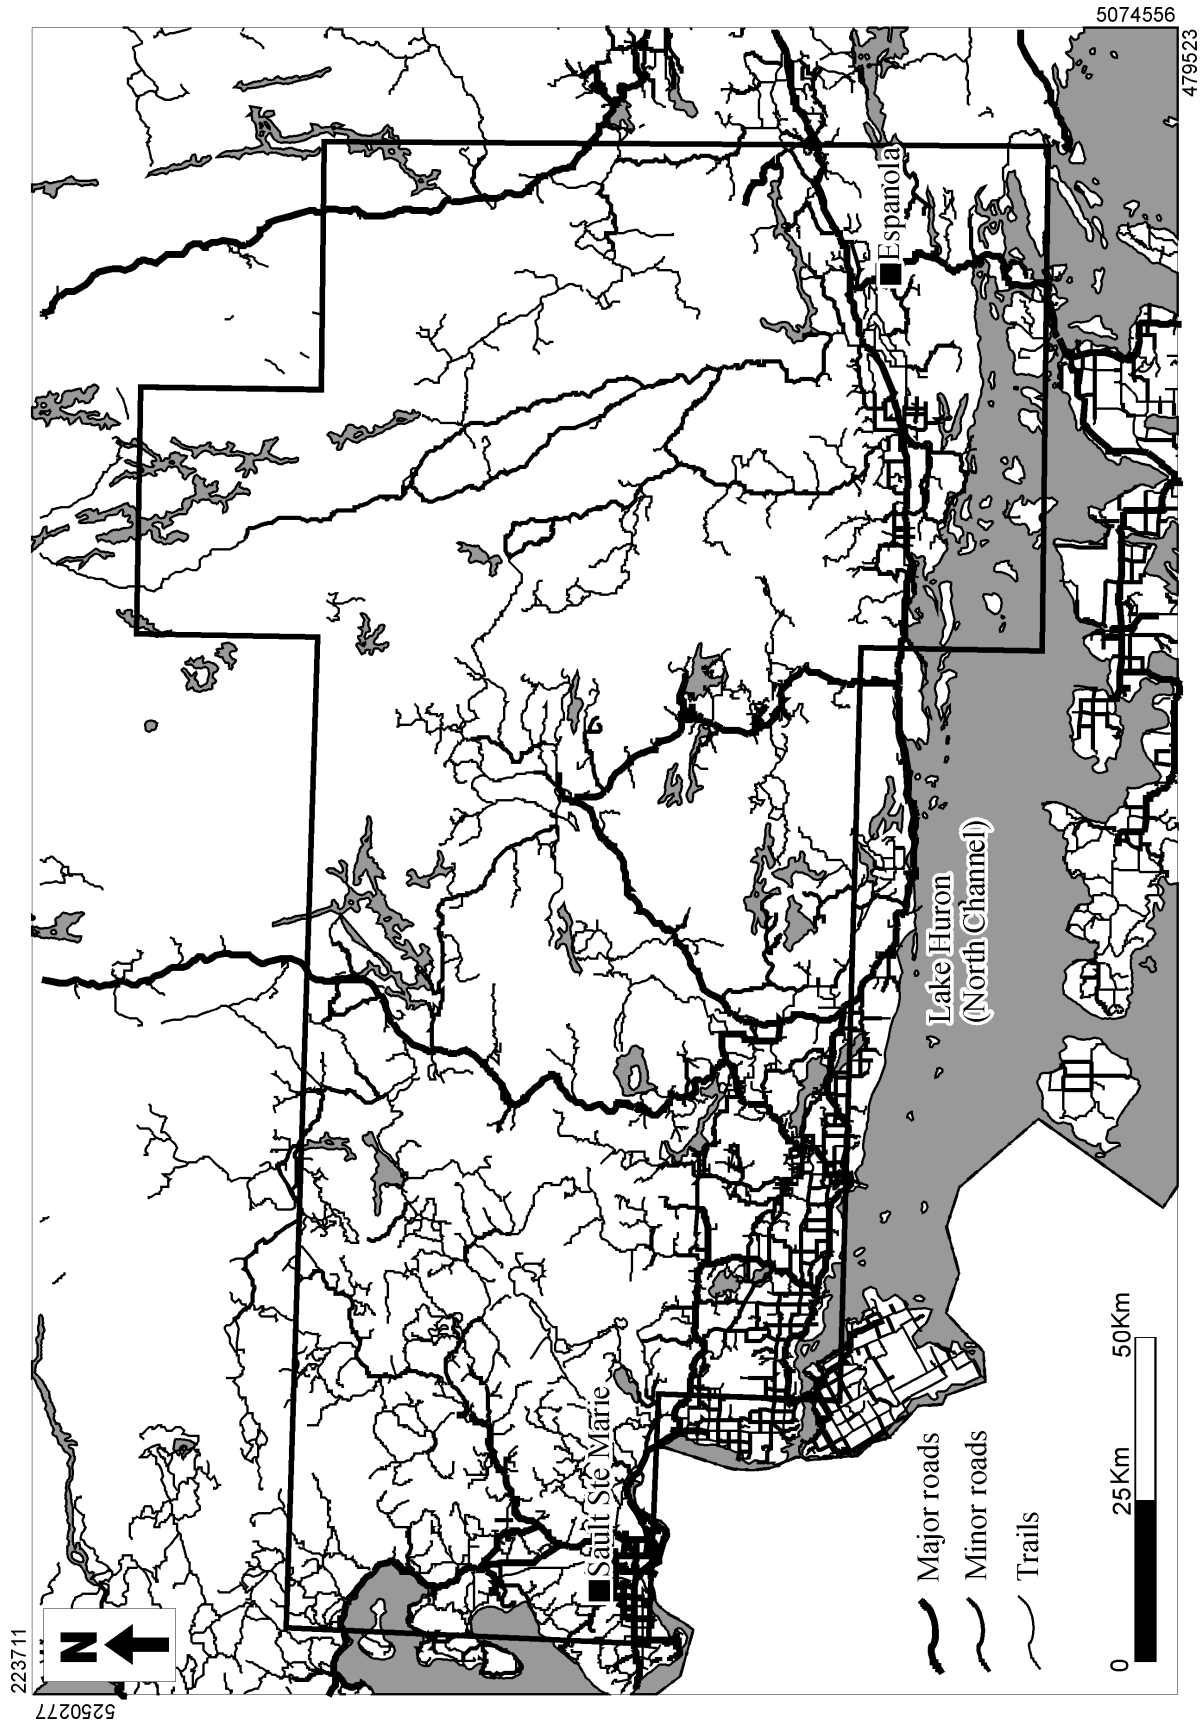 5074556
479523
Espanola
Lake Huron
(North Channel)
Sault Ste Marie
Major roads
Minor roads
Trails
0
25Km
50Km
N
223711
5250277